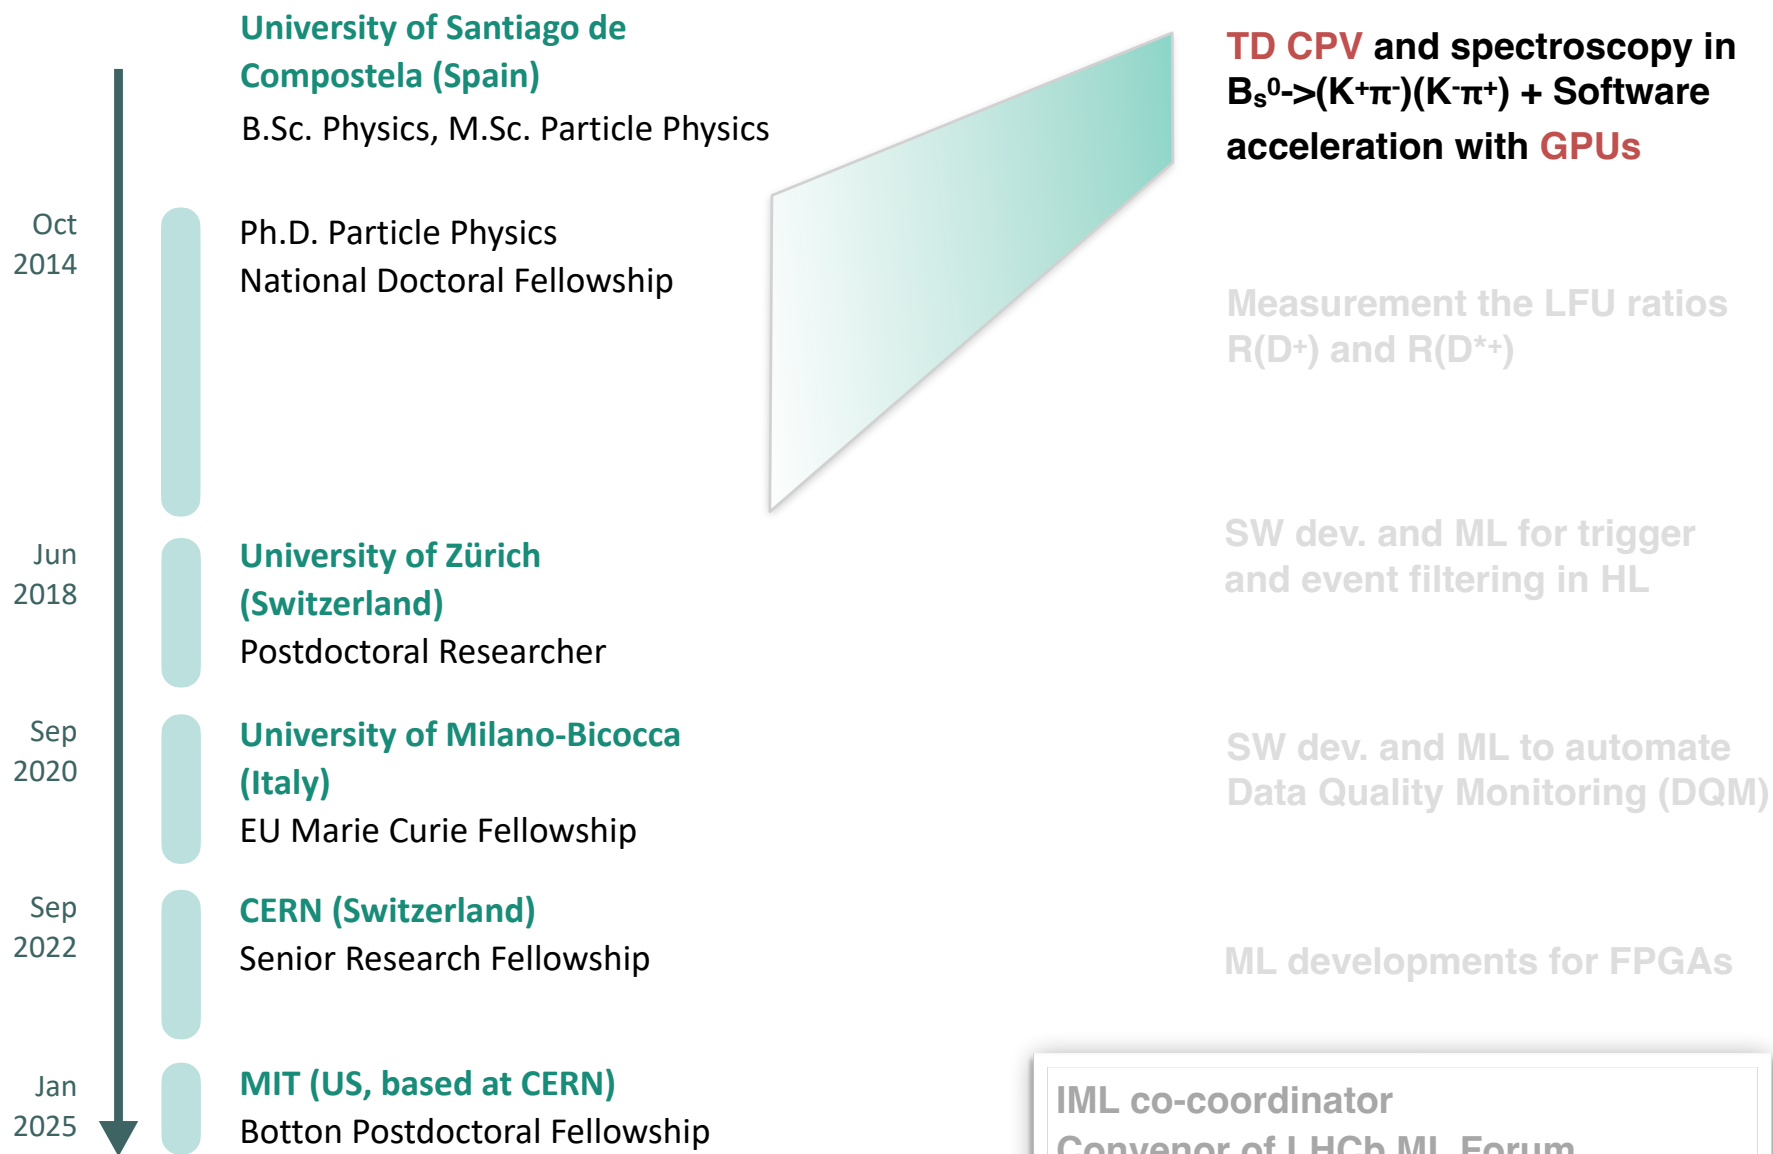 University of Santiago de
Compostela (Spain)
B.Sc. Physics, M.Sc. Particle Physics
Oct
2014
Ph.D. Particle Physics
National Doctoral Fellowship
Jun
2018
University of Zürich
(Switzerland)
Postdoctoral Researcher
Sep
2020
University of Milano-Bicocca
(Italy)
EU Marie Curie Fellowship
Sep
2022
CERN (Switzerland)
Senior Research Fellowship
Jan
2025
MIT (US, based at CERN)
Botton Postdoctoral Fellowship
TD CPV and spectroscopy in
Bₛ⁰->(K⁺π⁻)(K⁻π⁺) + Software
acceleration with GPUs
Measurement the LFU ratios
R(D⁺) and R(D*⁺)
SW dev. and ML for trigger
and event filtering in HL
SW dev. and ML to automate
Data Quality Monitoring (DQM)
ML developments for FPGAs
IML co-coordinator
Convenor of LHCb ML Forum